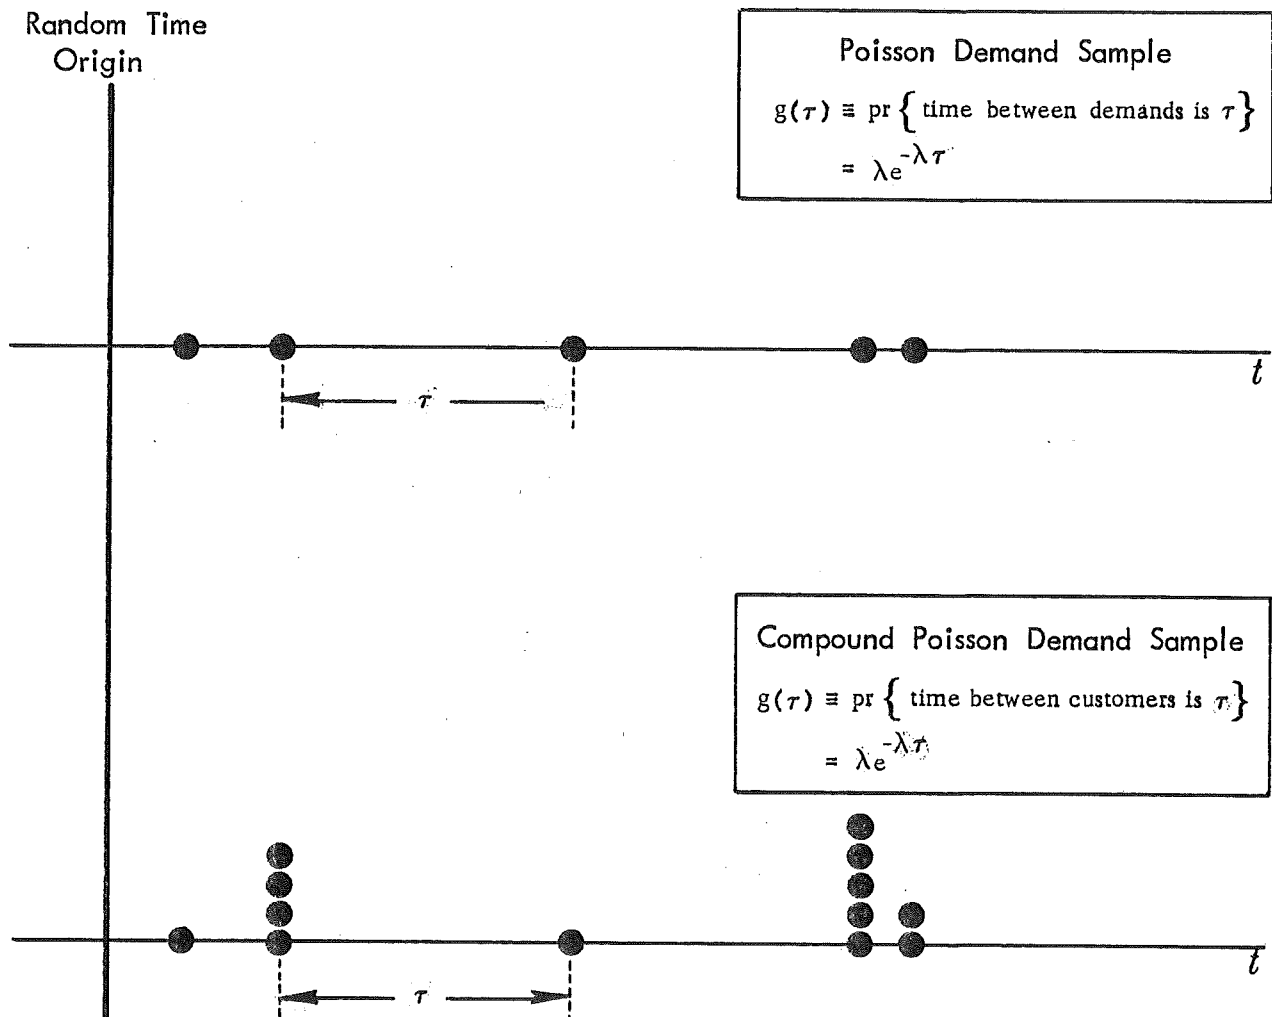 Random Time
Origin
Poisson Demand Sample
g(τ) ≡ pr { time between demands is τ }
= λe^{-λτ}
τ
t
Compound Poisson Demand Sample
g(τ) ≡ pr { time between customers is τ }
= λe^{-λτ}
τ
t